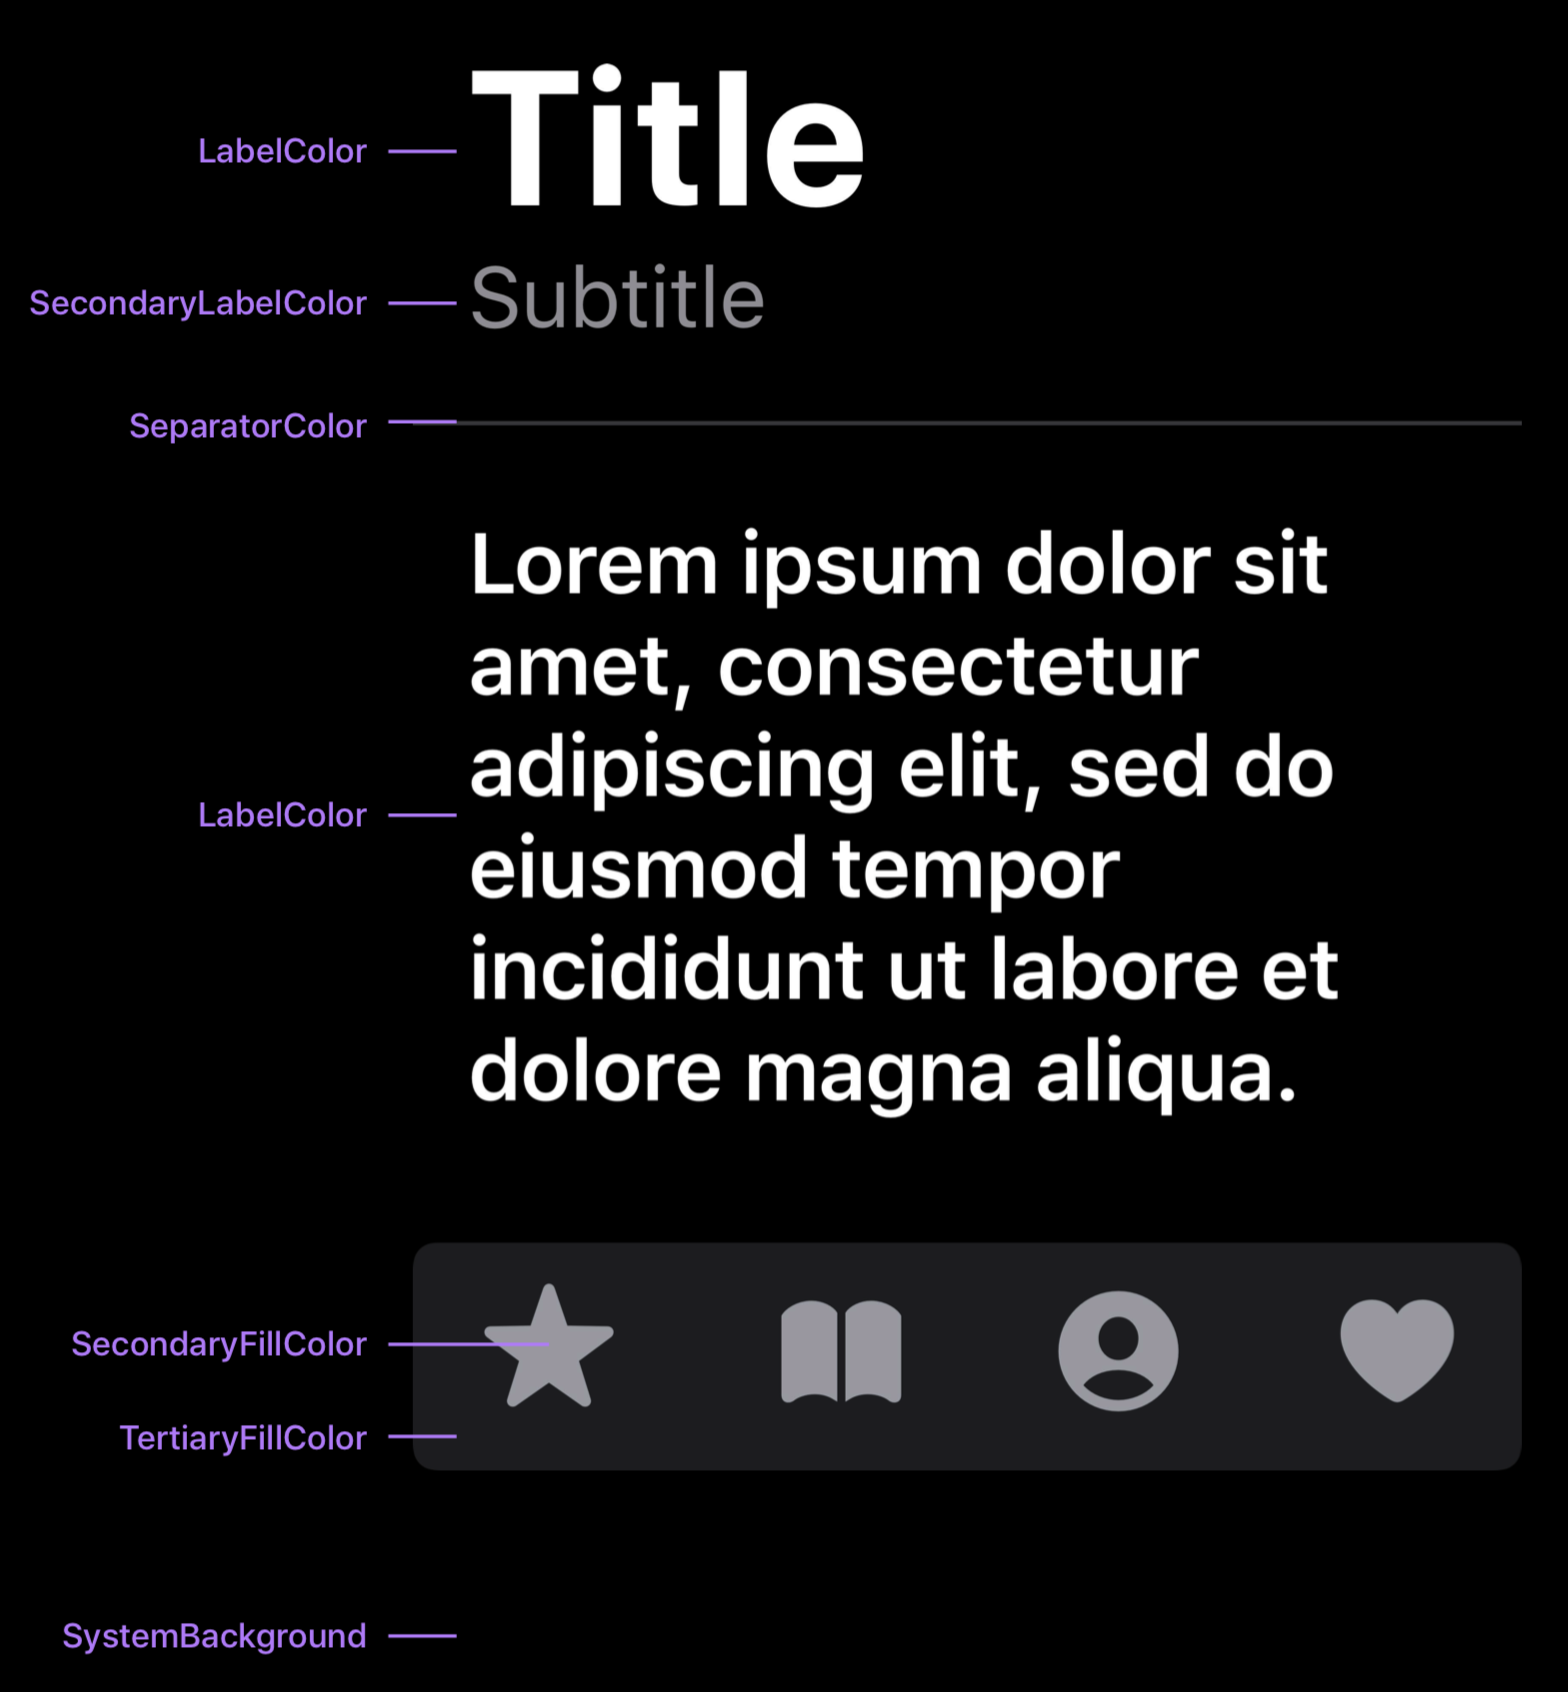 LabelColor
Title
SecondaryLabelColor
Subtitle
SeparatorColor
LabelColor
Lorem ipsum dolor sit
amet, consectetur
adipiscing elit, sed do
eiusmod tempor
incididunt ut labore et
dolore magna aliqua.
SecondaryFillColor
TertiaryFillColor
SystemBackground